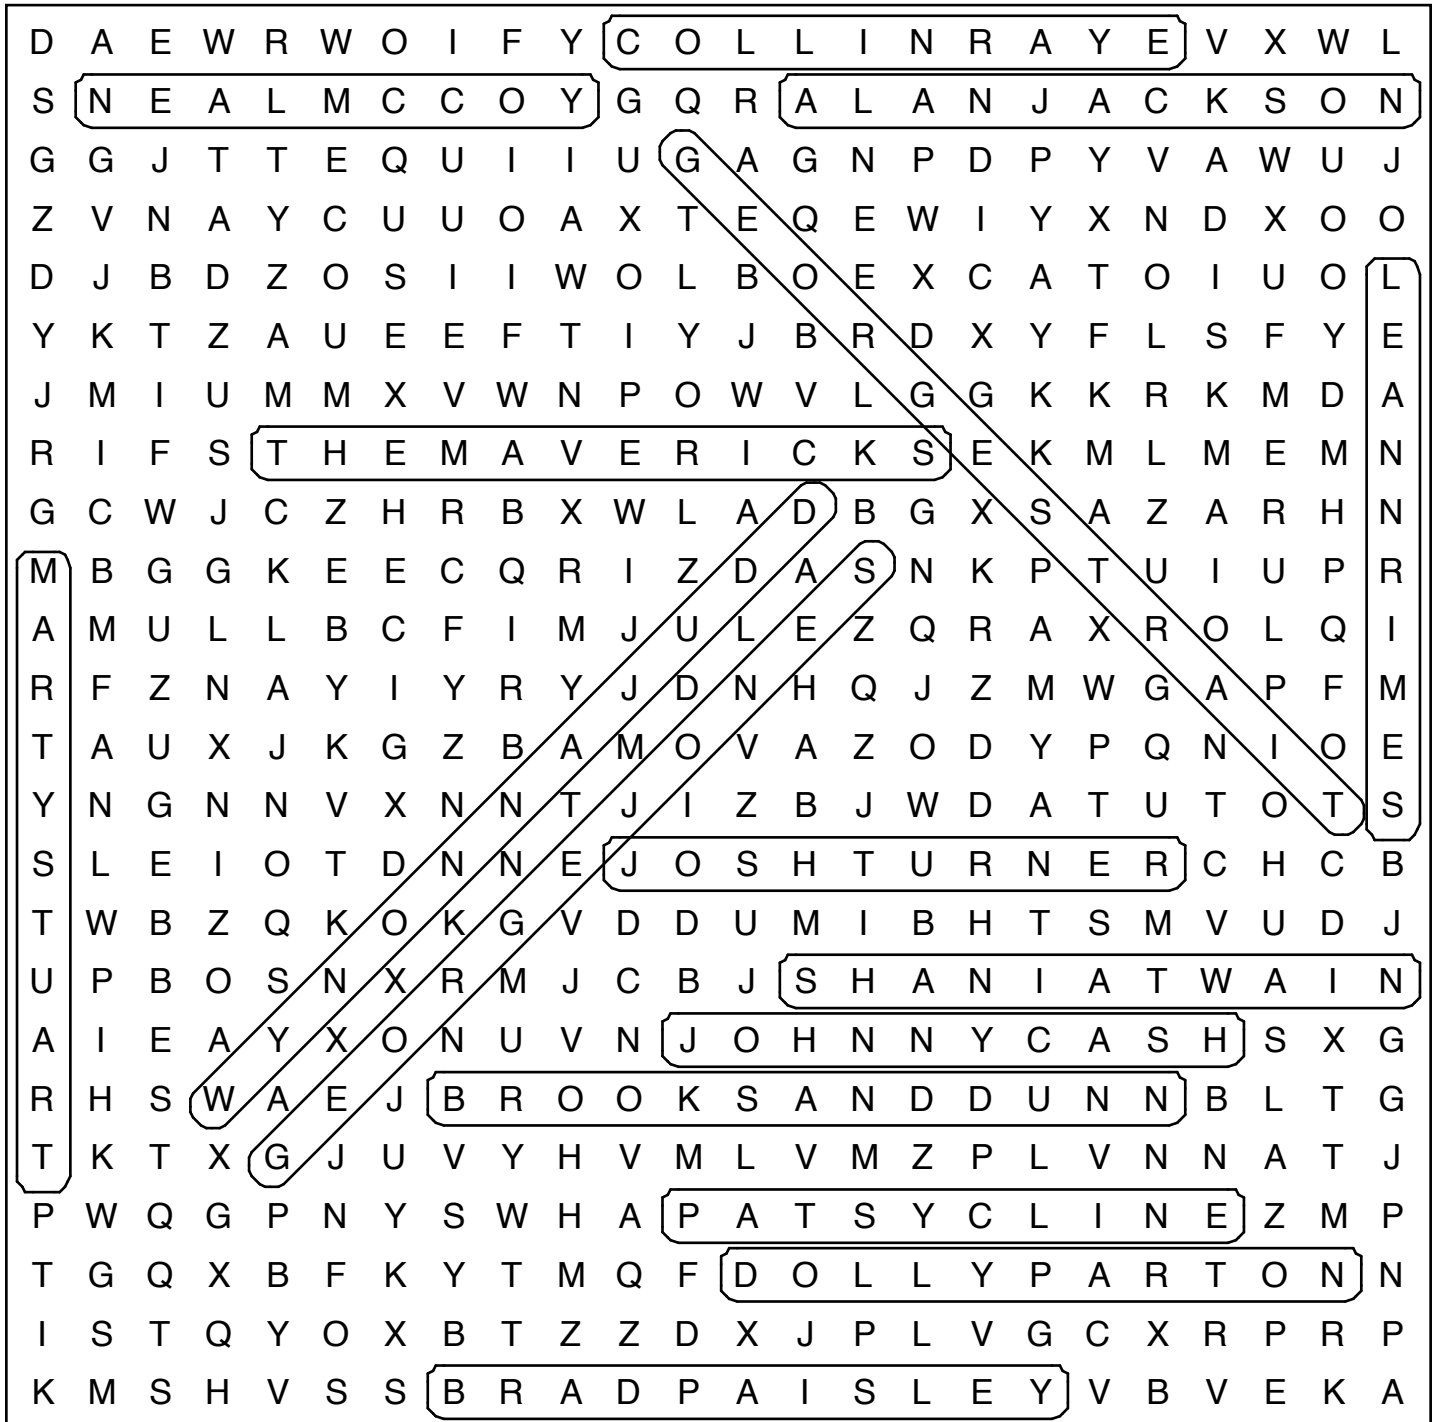 D A E W R W O I F Y C O L L I N R A Y E V X W L
S N E A L M C C O Y G Q R A L A N J A C K S O N
G G J T T E Q U I I U G A G N P D P Y V A W U J
Z V N A Y C U U O A X T E Q E W I Y X N D X O O
D J B D Z O S I I W O L B O E X C A T O I U O L
Y K T Z A U E E F T I Y J B R D X Y F L S F Y E
J M I U M M X V W N P O W V L G G K K R K M D A
R I F S T H E M A V E R I C K S E K M L M E M N
G C W J C Z H R B X W L A D B G X S A Z A R H N
M B G G K E E C Q R I Z D A S N K P T U I U P R
A M U L L B C F I M J U L E Z Q R A X R O L Q I
R F Z N A Y I Y R Y J D N H Q J Z M W G A P F M
T A U X J K G Z B A M O V A Z O D Y P Q N I O E
Y N G N N V X N N T J I Z B J W D A T U T O T S
S L E I O T D N N E J O S H T U R N E R C H C B
T W B Z Q K O K G V D D U M I B H T S M V U D J
U P B O S N X R M J C B J S H A N I A T W A I N
A I E A Y X O N U V N J O H N N Y C A S H S X G
R H S W A E J B R O O K S A N D D U N N B L T G
T K T X G J U V Y H V M L V M Z P L V N N A T J
P W Q G P N Y S W H A P A T S Y C L I N E Z M P
T G Q X B F K Y T M Q F D O L L Y P A R T O N N
I S T Q Y O X B T Z Z D X J P L V G C X R P R P
K M S H V S S B R A D P A I S L E Y V B V E K A